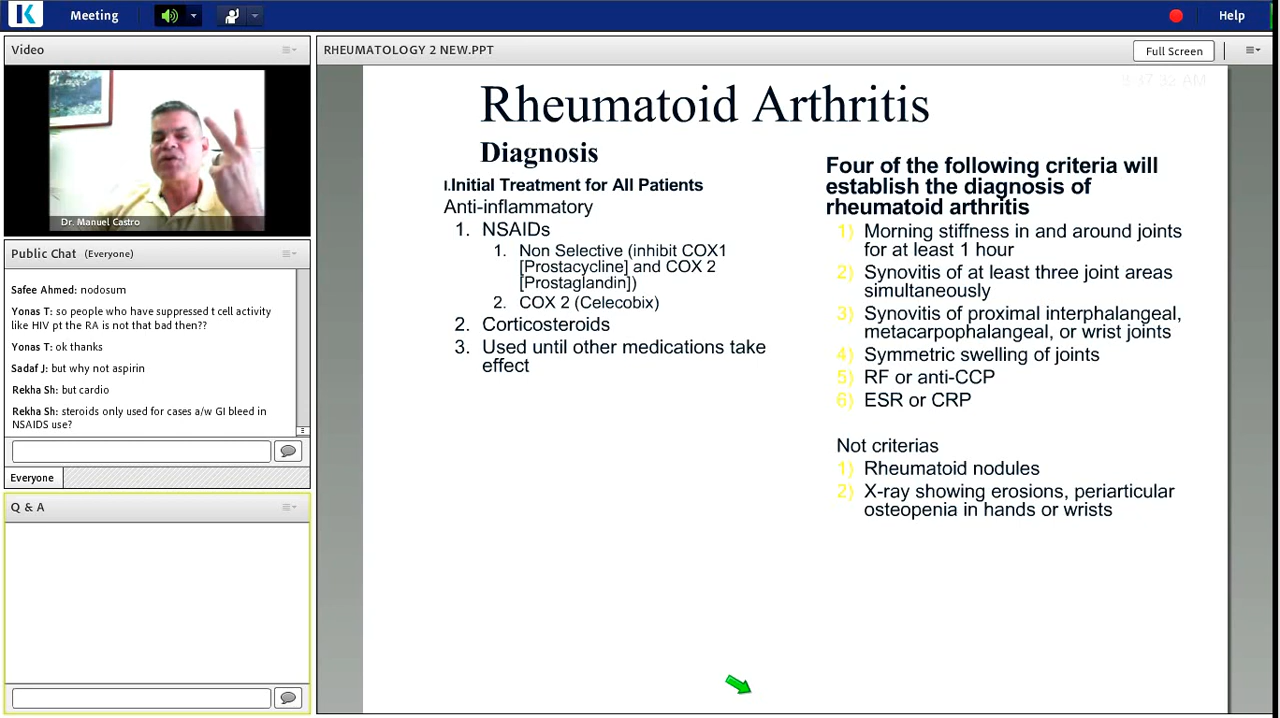 K Meeting Help
Video
Dr. Manuel Castro
Public Chat (Everyone)
Safee Ahmed: nodosum
Yonas T: so people who have suppressed t cell activity
like HIV pt the RA is not that bad then??
Yonas T: ok thanks
Sadaf J: but why not aspirin
Rekha Sh: but cardio
Rekha Sh: steroids only used for cases a/w GI bleed in
NSAIDS use?
Everyone
Q & A
RHEUMATOLOGY 2 NEW.PPT
Full Screen
8:37:32 AM
Rheumatoid Arthritis
Diagnosis
I.Initial Treatment for All Patients
Anti-inflammatory
1. NSAIDs
1. Non Selective (inhibit COX1
[Prostacycline] and COX 2
[Prostaglandin])
2. COX 2 (Celecobix)
2. Corticosteroids
3. Used until other medications take
effect
Four of the following criteria will
establish the diagnosis of
rheumatoid arthritis
1) Morning stiffness in and around joints
for at least 1 hour
2) Synovitis of at least three joint areas
simultaneously
3) Synovitis of proximal interphalangeal,
metacarpophalangeal, or wrist joints
4) Symmetric swelling of joints
5) RF or anti-CCP
6) ESR or CRP
Not criterias
1) Rheumatoid nodules
2) X-ray showing erosions, periarticular
osteopenia in hands or wrists